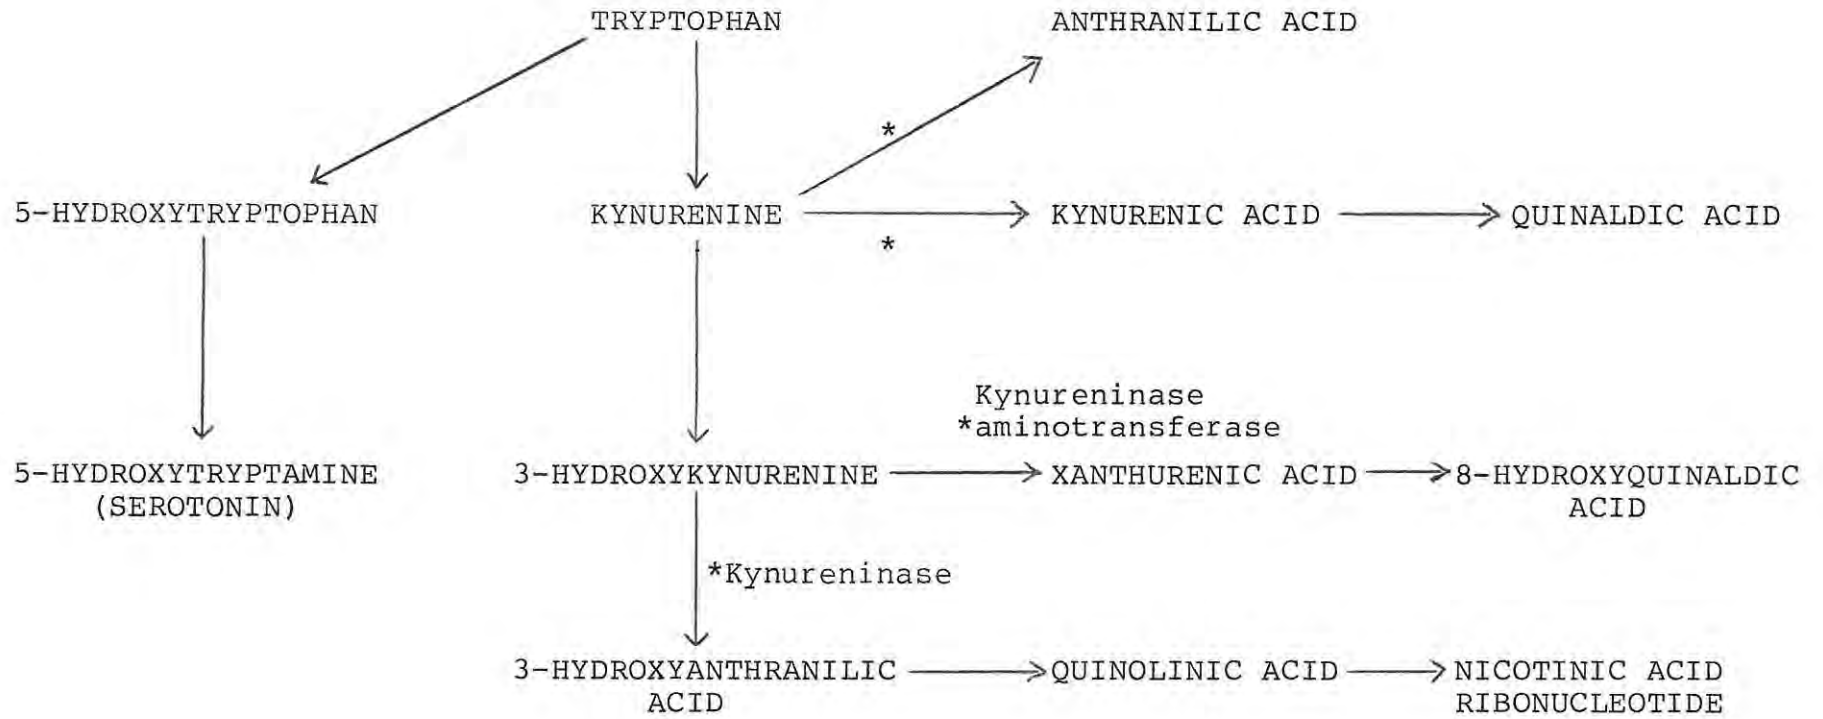 TRYPTOPHAN ANTHRANILIC ACID
*
5-HYDROXYTRYPTOPHAN KYNURENINE KYNURENIC ACID QUINALDIC ACID
*
Kynureninase
*aminotransferase
5-HYDROXYTRYPTAMINE 3-HYDROXYKYNURENINE XANTHURENIC ACID 8-HYDROXYQUINALDIC
(SEROTONIN) ACID
*Kynureninase
3-HYDROXYANTHRANILIC QUINOLINIC ACID NICOTINIC ACID
ACID RIBONUCLEOTIDE